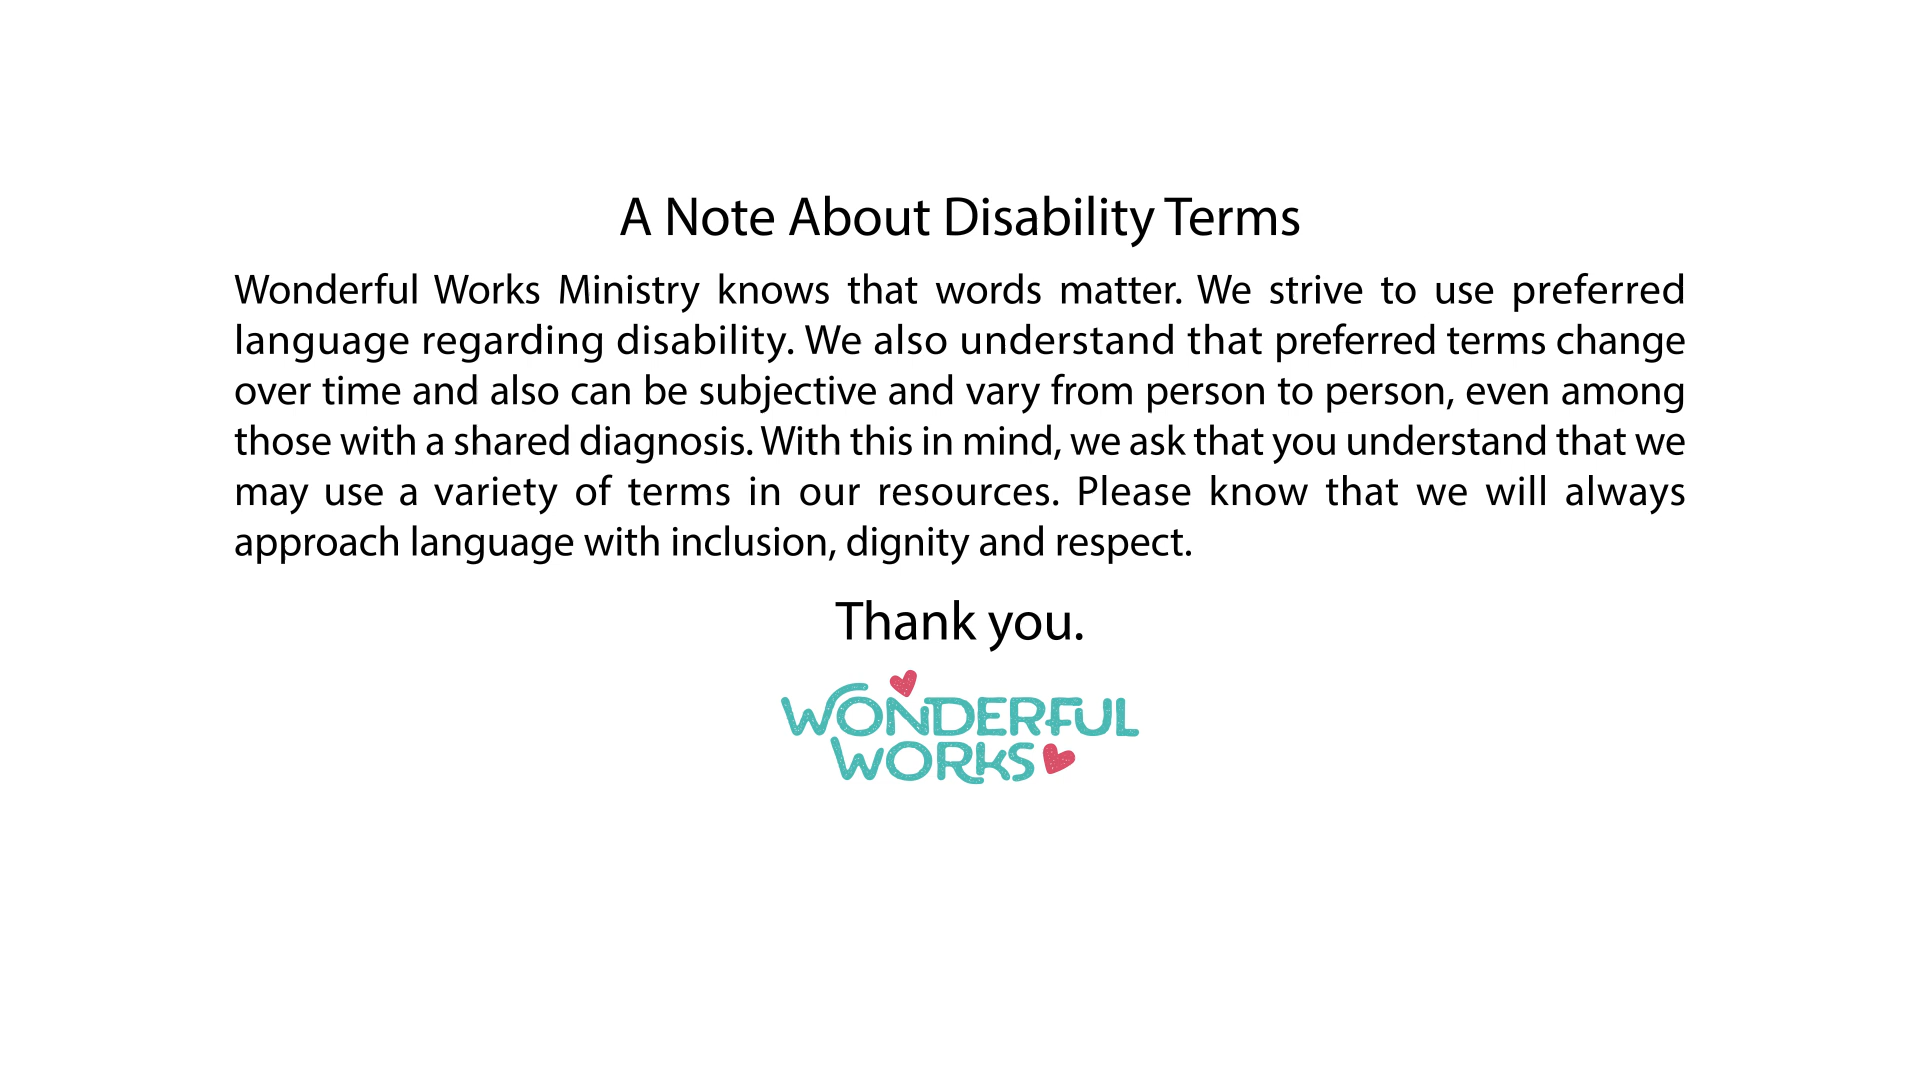 A Note About Disability Terms
Wonderful Works Ministry knows that words matter. We strive to use preferred
language regarding disability. We also understand that preferred terms change
over time and also can be subjective and vary from person to person, even among
those with a shared diagnosis. With this in mind, we ask that you understand that we
may use a variety of terms in our resources. Please know that we will always
approach language with inclusion, dignity and respect.
Thank you.
WONDERFUL
WORKS